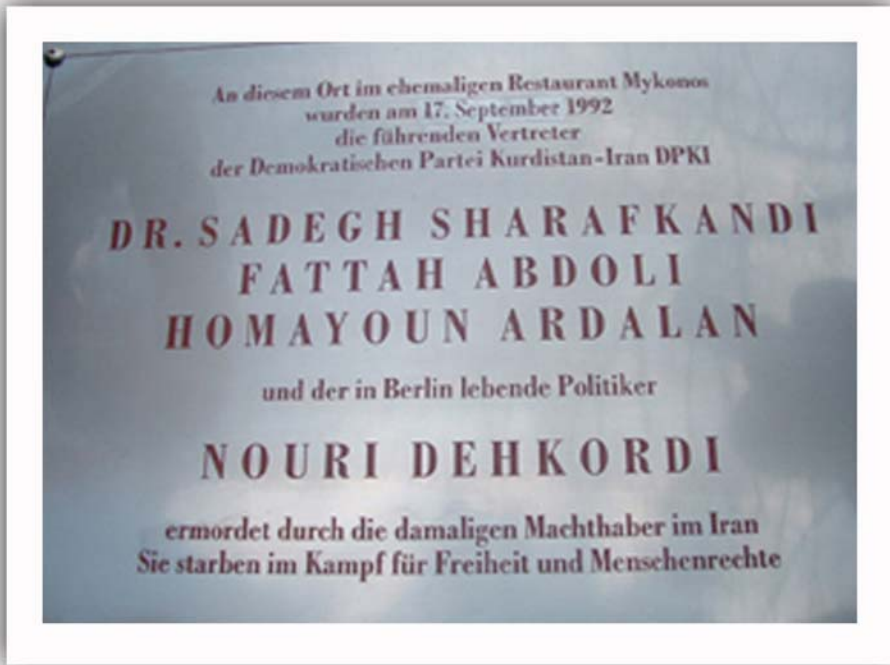 An diesem Ort im ehemaligen Restaurant Mykonos
wurden am 17. September 1992
die führenden Vertreter
der Demokratischen Partei Kurdistan-Iran DPKI
DR. SADEGH SHARAFKANDI
FATTAH ABDOLI
HOMAYOUN ARDALAN
und der in Berlin lebende Politiker
NOURI DEHKORDI
ermordet durch die damaligen Machthaber im Iran
Sie starben im Kampf für Freiheit und Menschenrechte